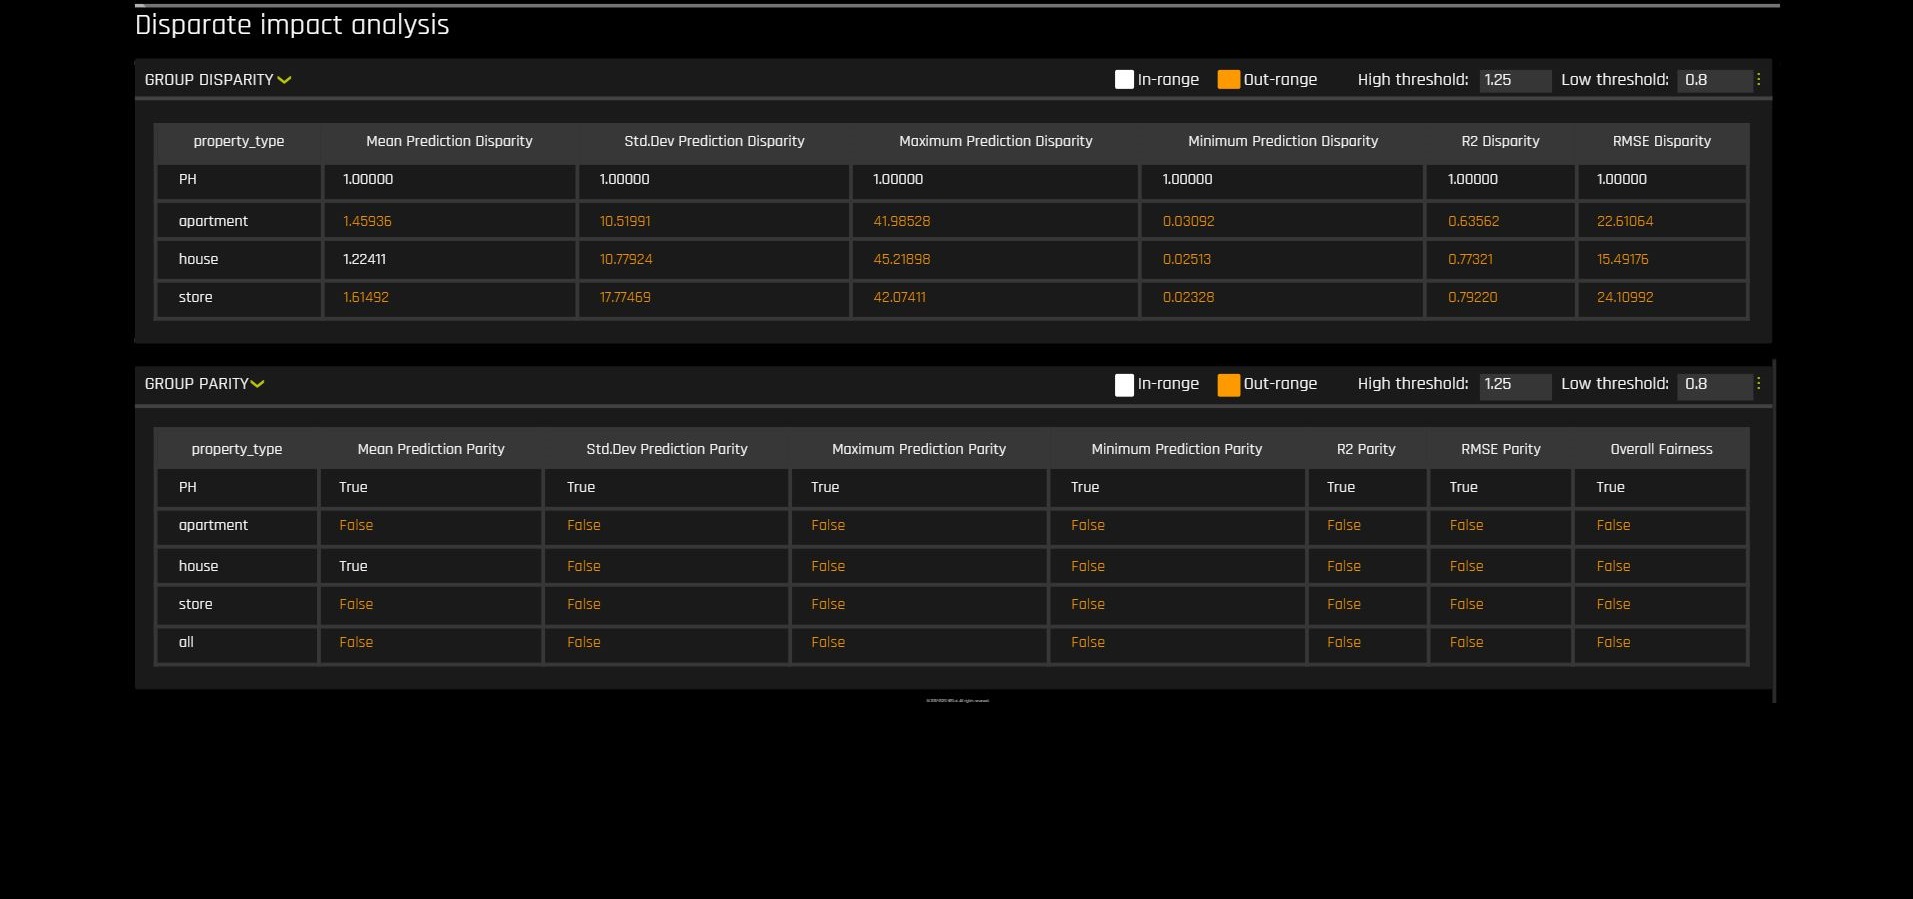 Disparate impact analysis
GROUP DISPARITY In-range Out-range High threshold: 1.25 Low threshold: 0.8
property_type Mean Prediction Disparity Std.Dev Prediction Disparity Maximum Prediction Disparity Minimum Prediction Disparity R2 Disparity RMSE Disparity
PH 1.00000 1.00000 1.00000 1.00000 1.00000 1.00000
apartment 1.45936 10.51991 41.98528 0.03092 0.63562 22.61064
house 1.22411 10.77924 45.21898 0.02513 0.77321 15.49176
store 1.61492 17.77469 42.07411 0.02328 0.79220 24.10992
GROUP PARITY In-range Out-range High threshold: 1.25 Low threshold: 0.8
property_type Mean Prediction Parity Std.Dev Prediction Parity Maximum Prediction Parity Minimum Prediction Parity R2 Parity RMSE Parity Overall Fairness
PH True True True True True True True
apartment False False False False False False False
house True False False False False False False
store False False False False False False False
all False False False False False False False